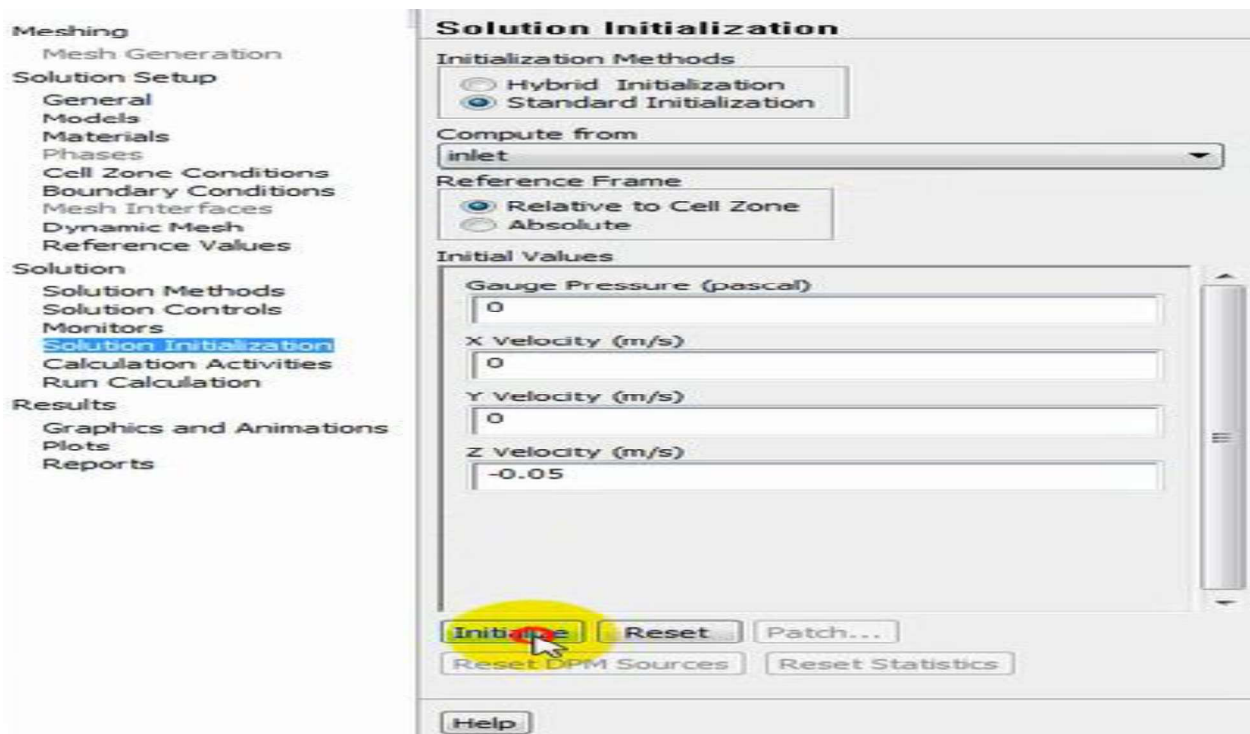 Meshing
Mesh Generation
Solution Setup
General
Models
Materials
Phases
Cell Zone Conditions
Boundary Conditions
Mesh Interfaces
Dynamic Mesh
Reference Values
Solution
Solution Methods
Solution Controls
Monitors
Solution Initialization
Calculation Activities
Run Calculation
Results
Graphics and Animations
Plots
Reports
Solution Initialization
Initialization Methods
Hybrid Initialization
Standard Initialization
Compute from
inlet
Reference Frame
Relative to Cell Zone
Absolute
Initial Values
Gauge Pressure (pascal)
0
X Velocity (m/s)
0
Y Velocity (m/s)
0
Z Velocity (m/s)
-0.05
Initialize Reset Patch...
Reset DPM Sources Reset Statistics
Help